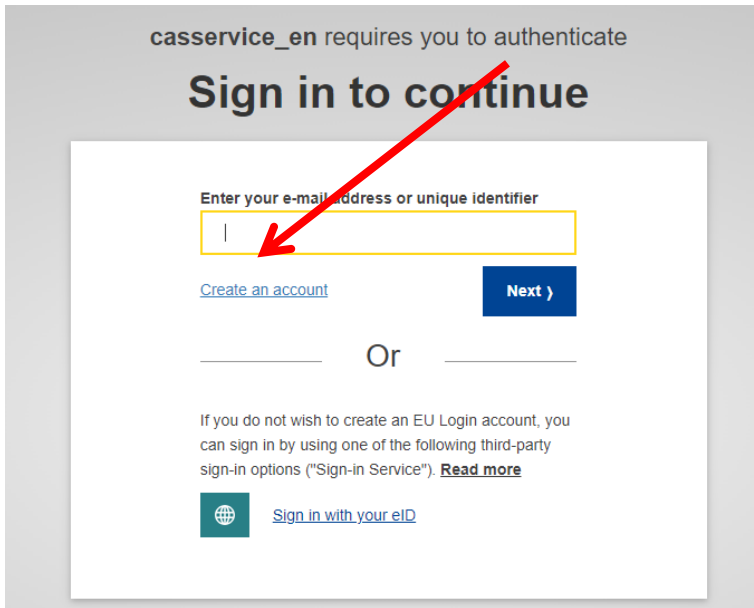 casservice_en requires you to authenticate
Sign in to continue
Enter your e-mail address or unique identifier
Create an account
Next ❭
Or
If you do not wish to create an EU Login account, you
can sign in by using one of the following third-party
sign-in options ("Sign-in Service"). Read more
Sign in with your eID